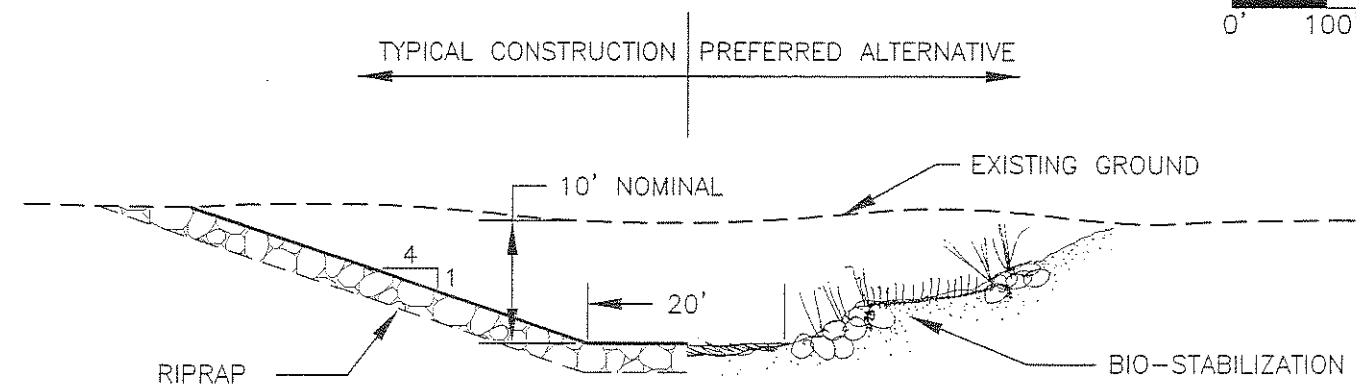 0' 100
TYPICAL CONSTRUCTION PREFERRED ALTERNATIVE
EXISTING GROUND
10' NOMINAL
4
1
20'
RIPRAP
BIO-STABILIZATION